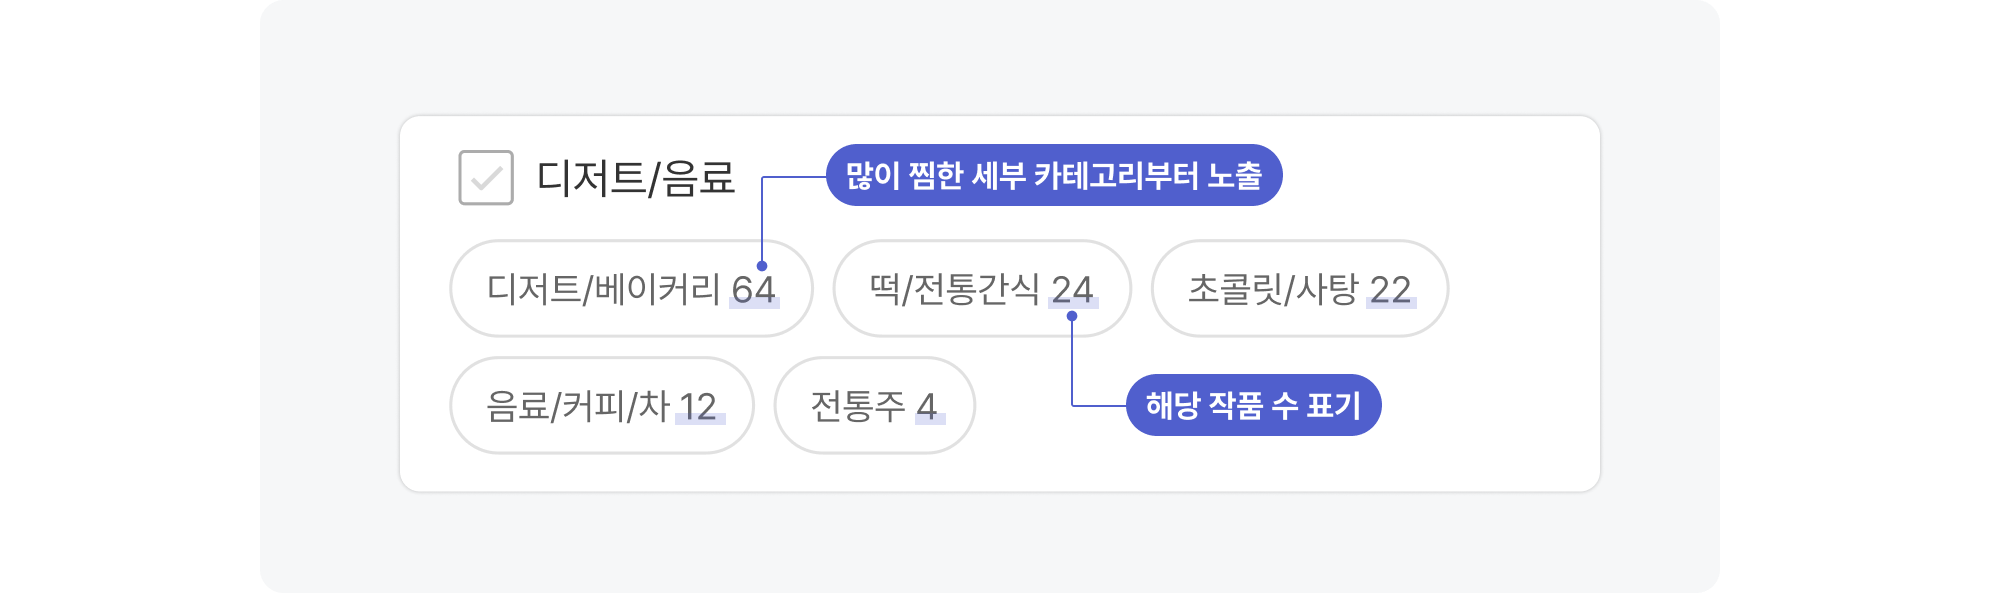 디저트/음료
많이 찜한 세부 카테고리부터 노출
디저트/베이커리 64
떡/전통간식 24
초콜릿/사탕 22
음료/커피/차 12
전통주 4
해당 작품 수 표기